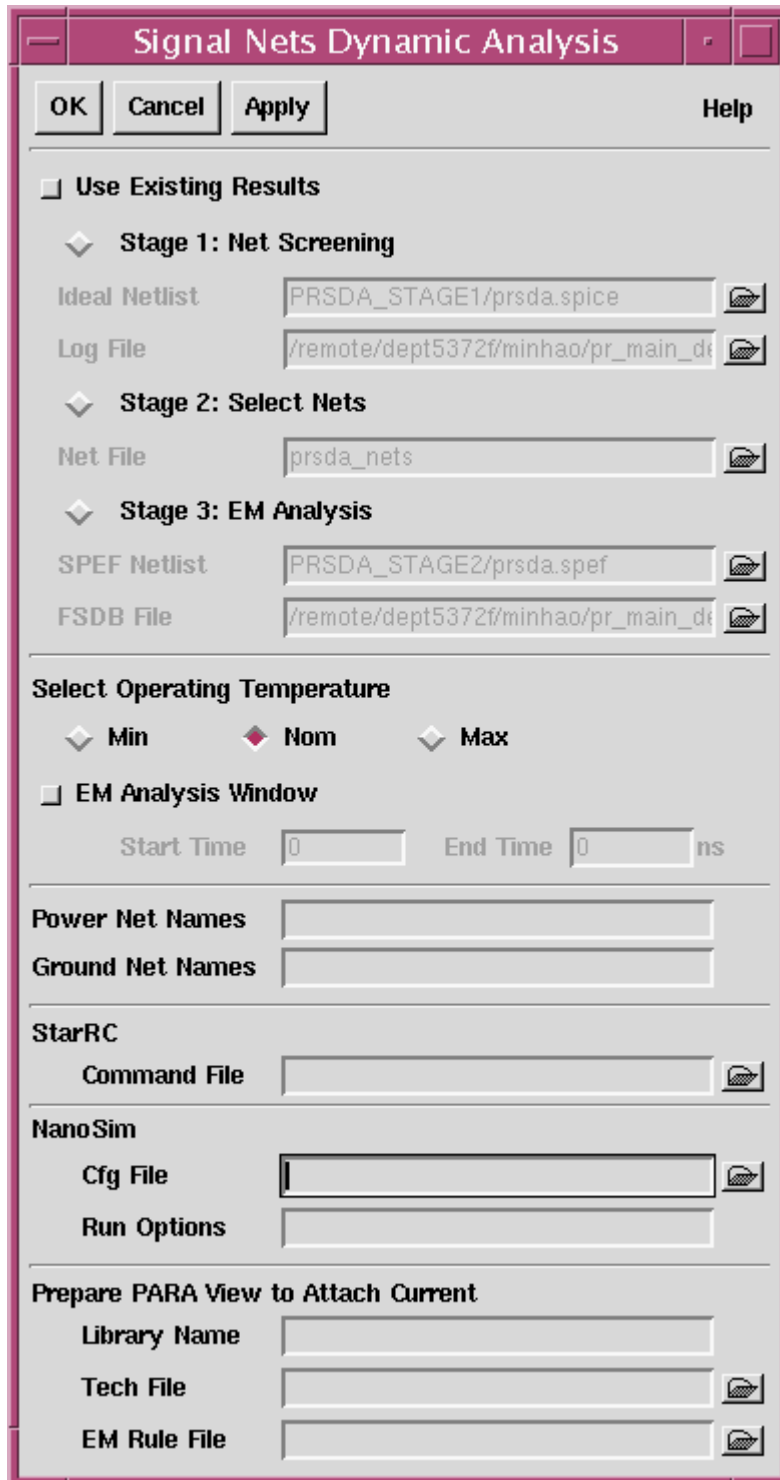 Signal Nets Dynamic Analysis
OK Cancel Apply Help
Use Existing Results
Stage 1: Net Screening
Ideal Netlist PRSDA_STAGE1/prsda.spice
Log File /remote/dept5372f/minhao/pr_main_de
Stage 2: Select Nets
Net File prsda_nets
Stage 3: EM Analysis
SPEF Netlist PRSDA_STAGE2/prsda.spef
FSDB File /remote/dept5372f/minhao/pr_main_de
Select Operating Temperature
Min Nom Max
EM Analysis Window
Start Time 0 End Time 0 ns
Power Net Names
Ground Net Names
StarRC
Command File
NanoSim
Cfg File
Run Options
Prepare PARA View to Attach Current
Library Name
Tech File
EM Rule File